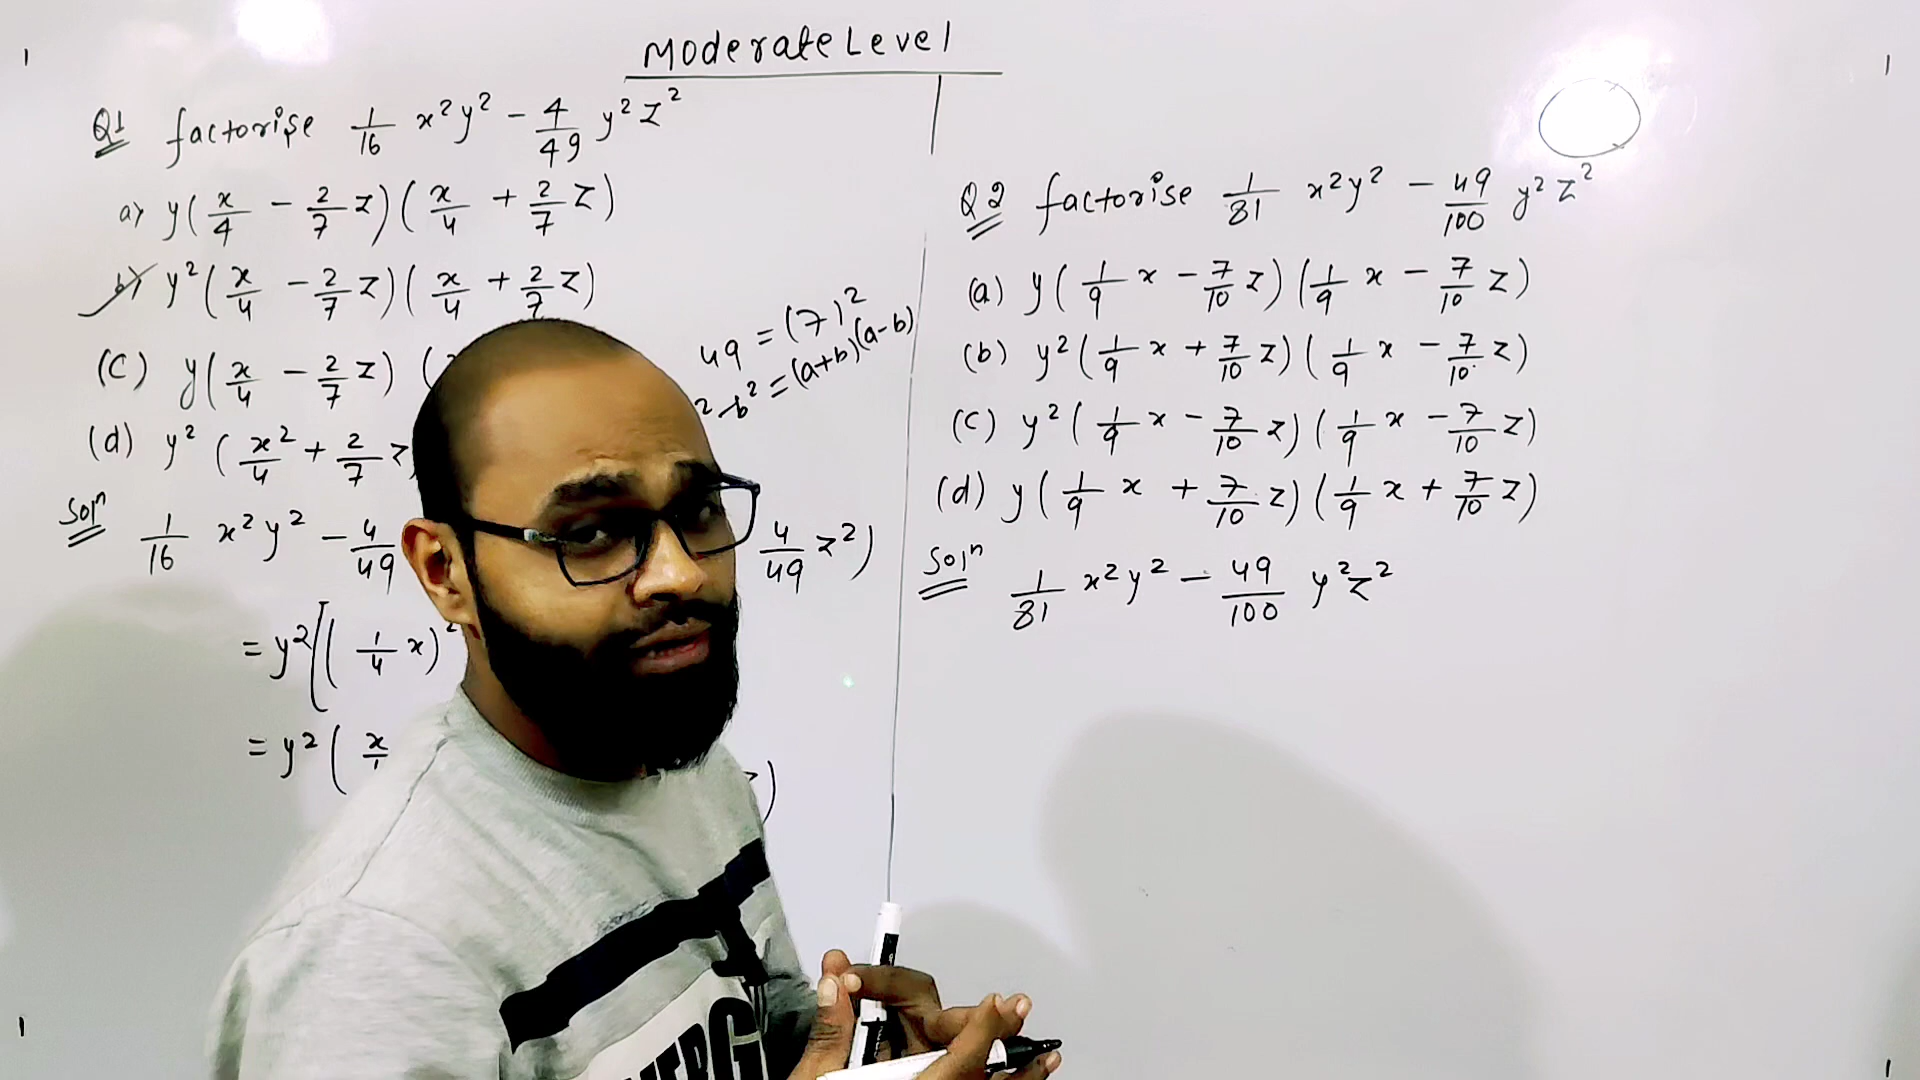 Moderate Level
Q1 factorise 1/16 x²y² - 4/49 y²z²
a) y(x/4 - 2/7 z)(x/4 + 2/7 z)
b) y²(x/4 - 2/7 z)(x/4 + 2/7 z)
(C) y(x/4 - 2/7 z) (
(d) y² (x²/4 + 2/7 z
49 = (7)²
² - b² = (a+b)(a-b)
Solⁿ
1/16 x²y² - 4/49 4/49 z²)
= y²[(1/4 x)²
= y² ( x )
Q2 factorise 1/81 x²y² - 49/100 y²z²
(a) y(1/9 x - 7/10 z)(1/9 x - 7/10 z)
(b) y²(1/9 x + 7/10 z)(1/9 x - 7/10 z)
(c) y²(1/9 x - 7/10 z)(1/9 x - 7/10 z)
(d) y(1/9 x + 7/10 z)(1/9 x + 7/10 z)
Solⁿ
1/81 x²y² - 49/100 y²z²